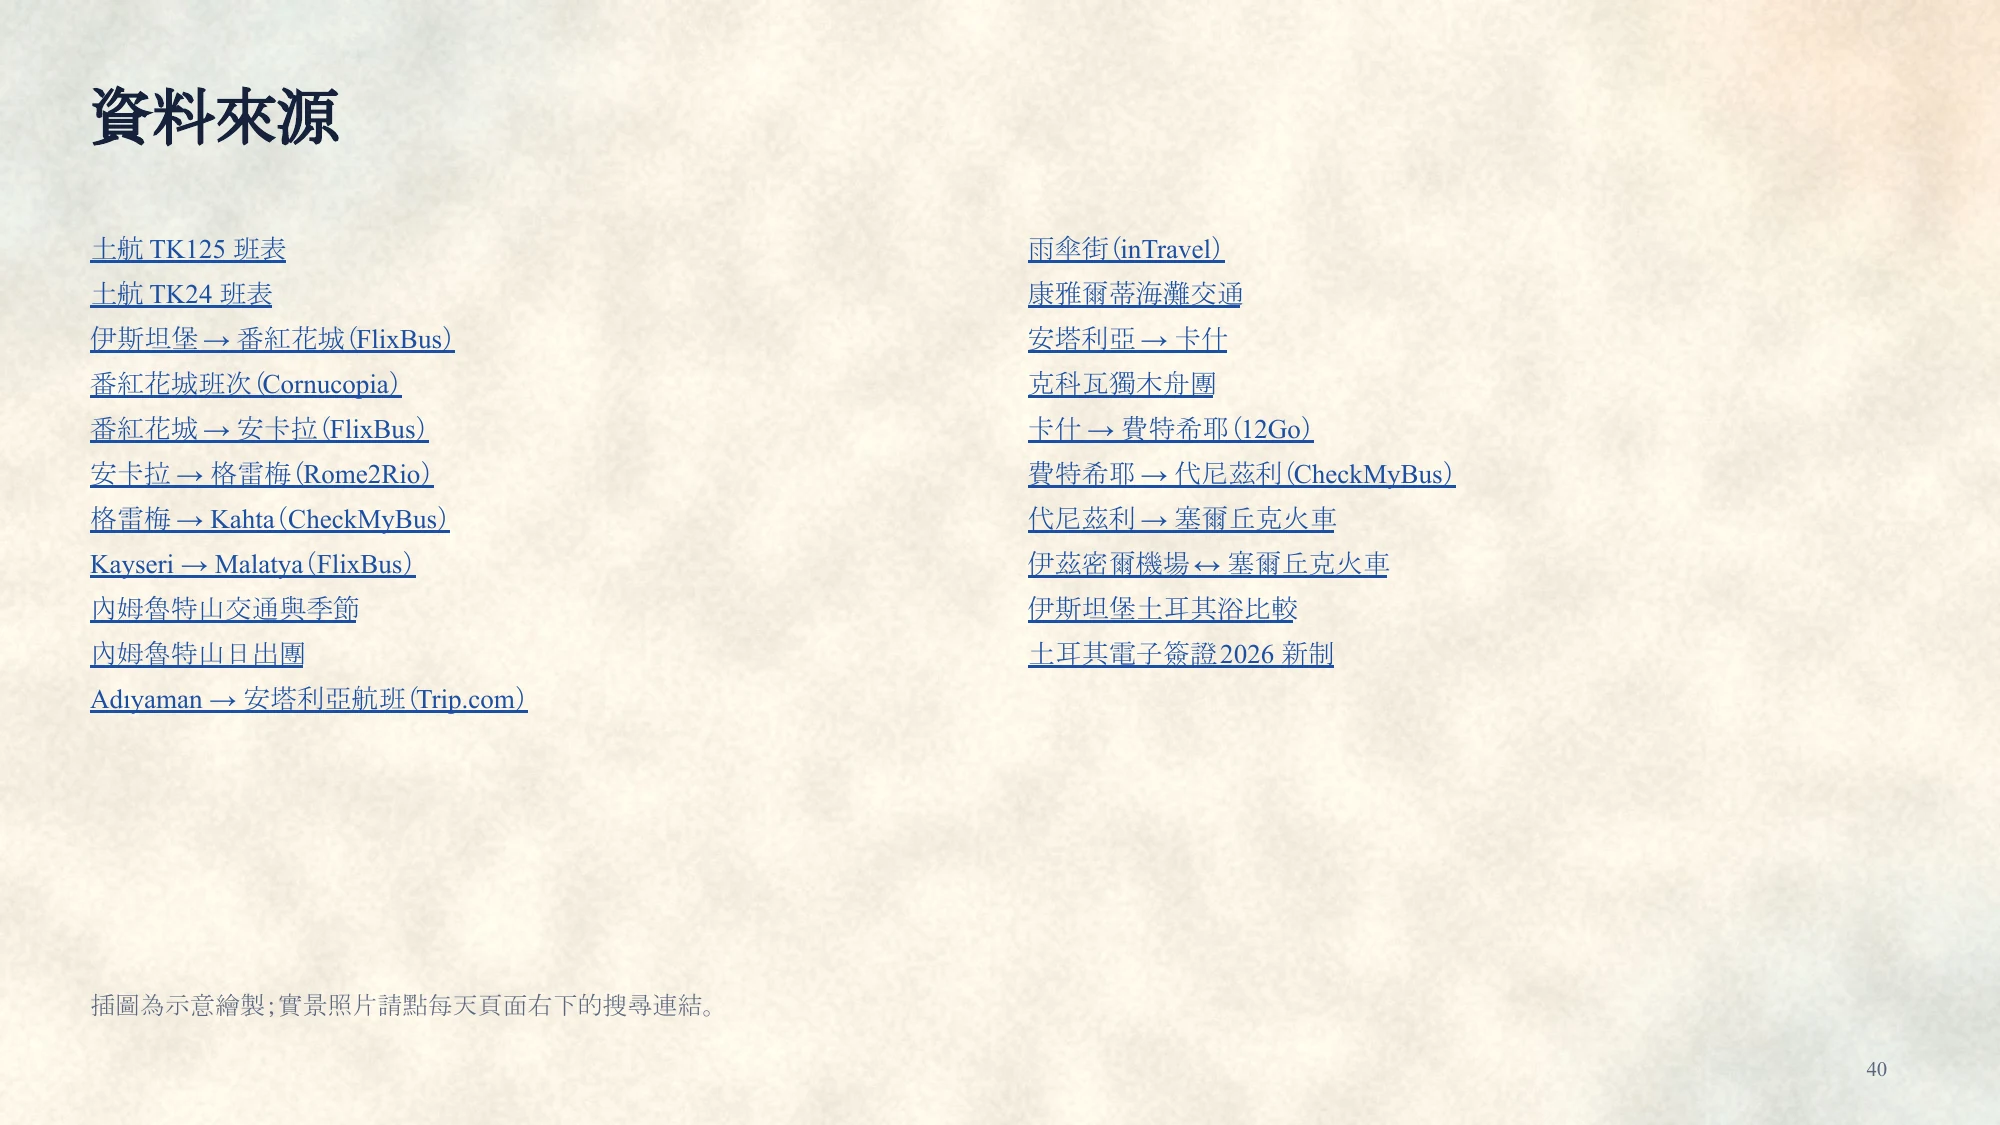 資料來源
土航 TK125 班表
土航 TK24 班表
伊斯坦堡 → 番紅花城（FlixBus）
番紅花城班次（Cornucopia）
番紅花城 → 安卡拉（FlixBus）
安卡拉 → 格雷梅（Rome2Rio）
格雷梅 → Kahta（CheckMyBus）
Kayseri → Malatya（FlixBus）
內姆魯特山交通與季節
內姆魯特山日出團
Adıyaman → 安塔利亞航班（Trip.com）
雨傘街（inTravel）
康雅爾蒂海灘交通
安塔利亞 → 卡什
克科瓦獨木舟團
卡什 → 費特希耶（12Go）
費特希耶 → 代尼茲利（CheckMyBus）
代尼茲利 → 塞爾丘克火車
伊茲密爾機場 ↔ 塞爾丘克火車
伊斯坦堡土耳其浴比較
土耳其電子簽證2026 新制
插圖為示意繪製；實景照片請點每天頁面右下的搜尋連結。
40